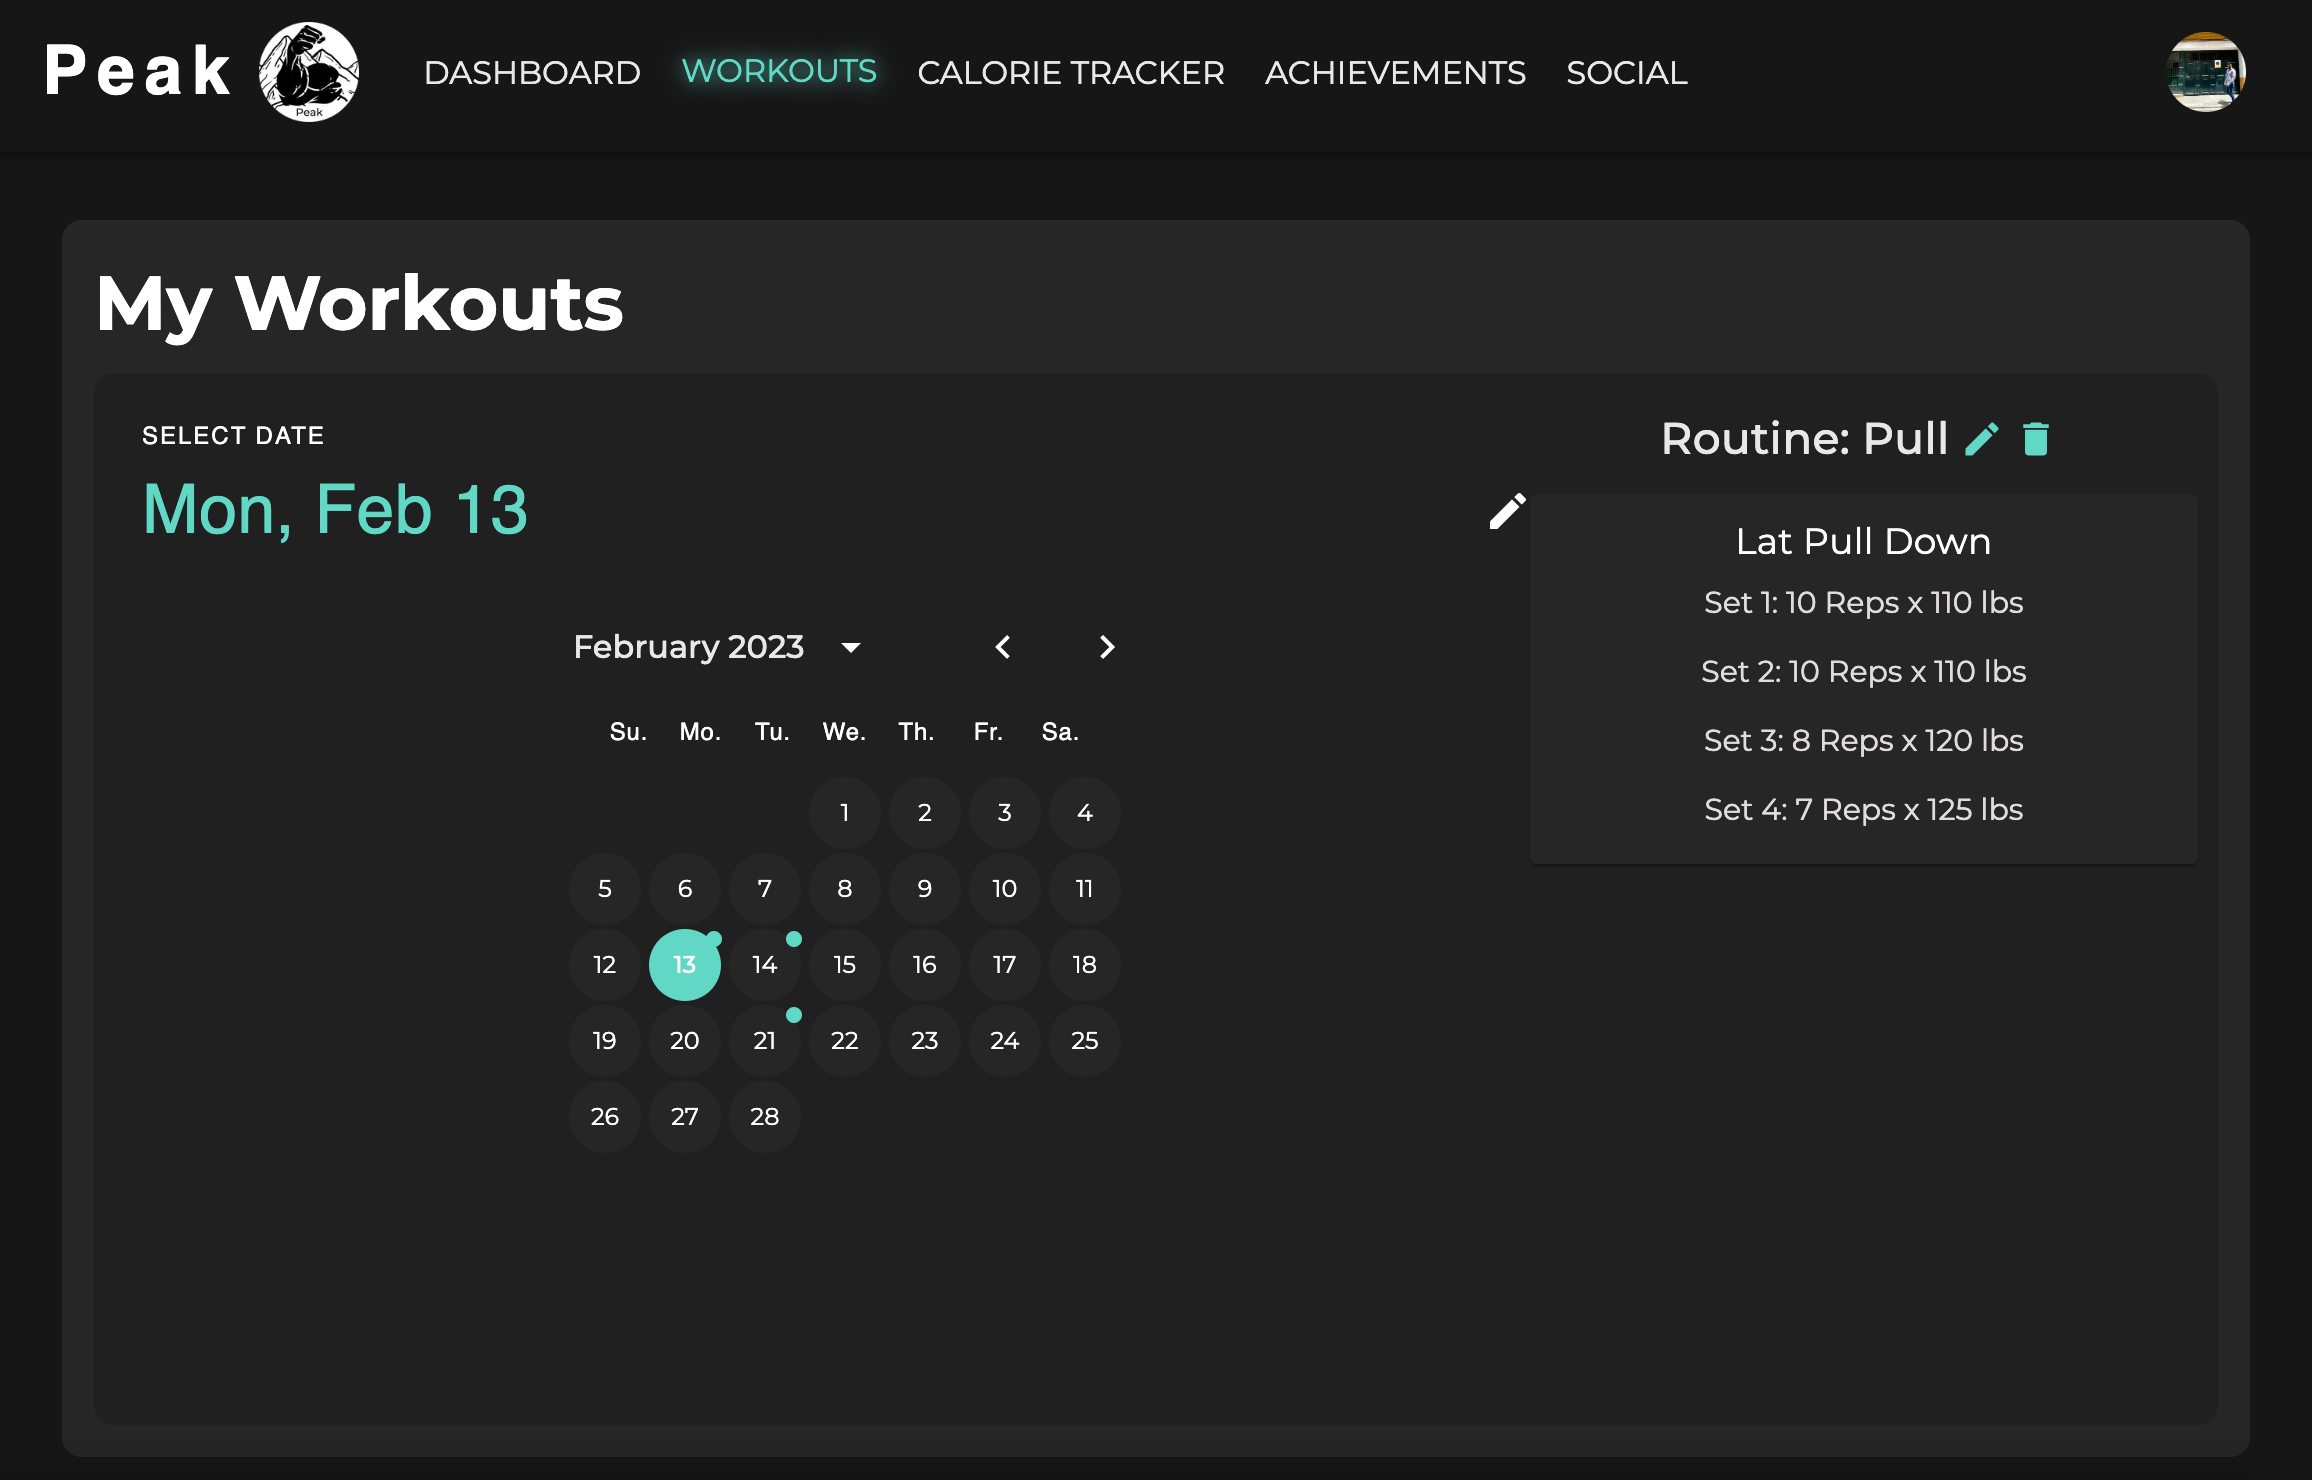 Peak
Peak
DASHBOARD WORKOUTS CALORIE TRACKER ACHIEVEMENTS SOCIAL
My Workouts
SELECT DATE
Mon, Feb 13
February 2023
Su. Mo. Tu. We. Th. Fr. Sa.
1 2 3 4
5 6 7 8 9 10 11
12 13 14 15 16 17 18
19 20 21 22 23 24 25
26 27 28
Routine: Pull
Lat Pull Down
Set 1: 10 Reps x 110 lbs
Set 2: 10 Reps x 110 lbs
Set 3: 8 Reps x 120 lbs
Set 4: 7 Reps x 125 lbs